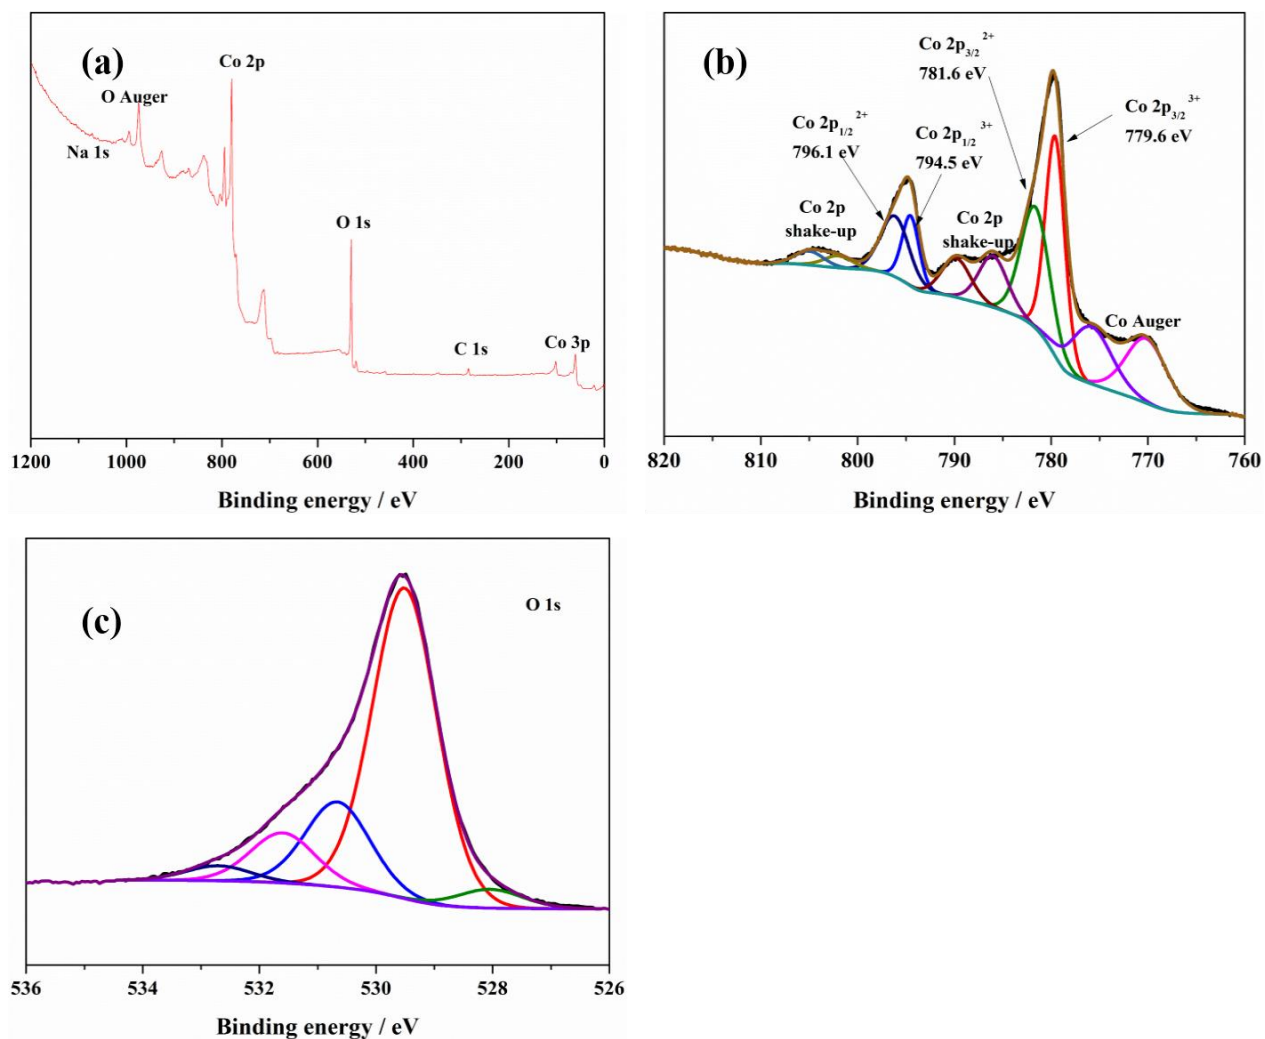 (a)
Co 2p
O Auger
Na 1s
O 1s
C 1s
Co 3p
1200 1000 800 600 400 200 0
Binding energy / eV
(b)
Co 2p3/2 2+
781.6 eV
Co 2p3/2 3+
779.6 eV
Co 2p1/2 2+
796.1 eV
Co 2p1/2 3+
794.5 eV
Co 2p
shake-up
Co 2p
shake-up
Co Auger
820 810 800 790 780 770 760
Binding energy / eV
(c)
O 1s
536 534 532 530 528 526
Binding energy / eV